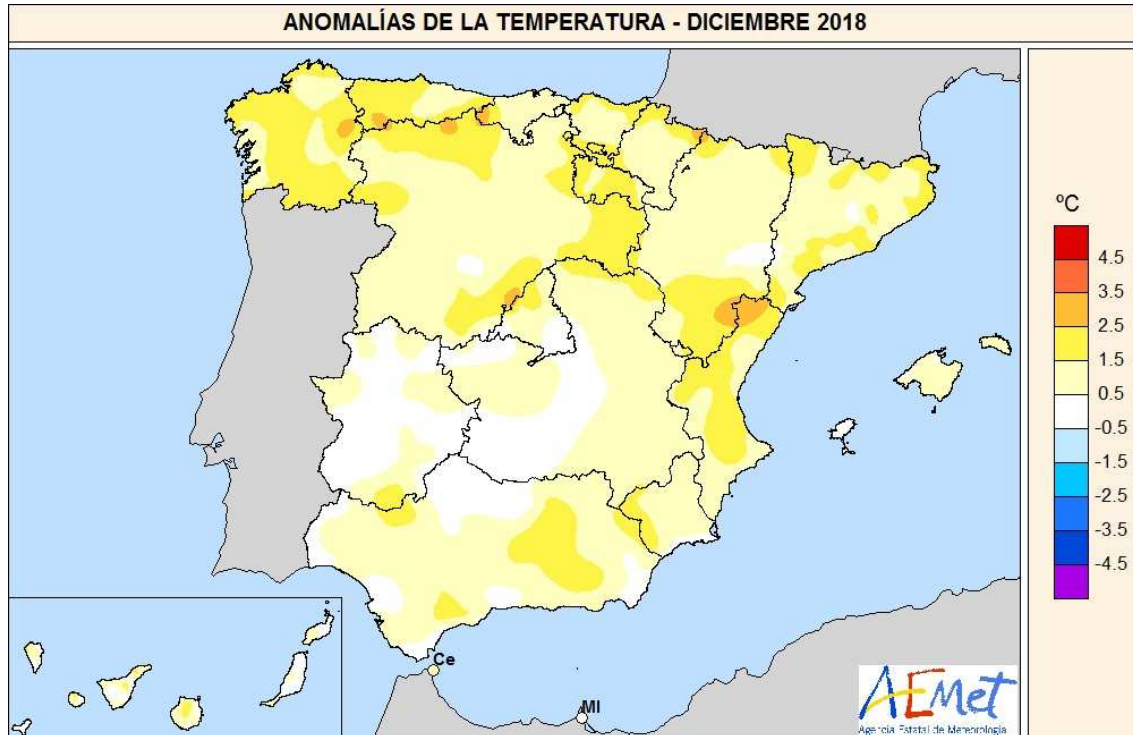 ANOMALÍAS DE LA TEMPERATURA - DICIEMBRE 2018
ºC
4.5
3.5
2.5
1.5
0.5
-0.5
-1.5
-2.5
-3.5
-4.5
Ce
Ml
AEMet
Agencia Estatal de Meteorología